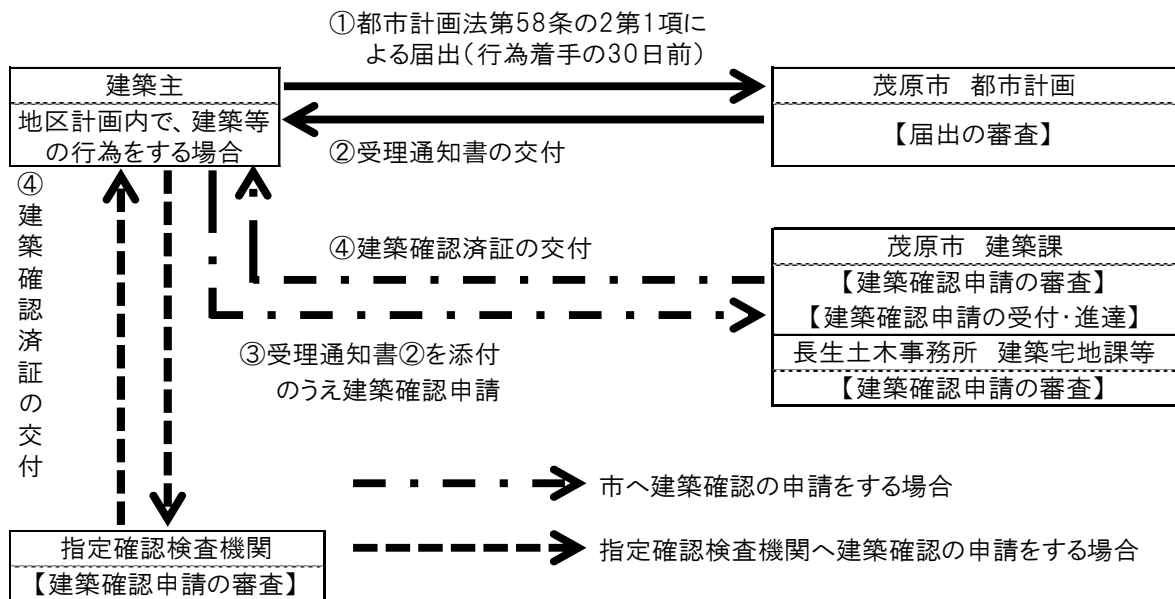 ①都市計画法第58条の2第1項に
よる届出(行為着手の30日前)
建築主
地区計画内で、建築等
の行為をする場合
茂原市 都市計画
【届出の審査】
②受理通知書の交付
④建築確認済証の交付
④建築確認済証の交付
茂原市 建築課
【建築確認申請の審査】
【建築確認申請の受付・進達】
長生土木事務所 建築宅地課等
【建築確認申請の審査】
③受理通知書②を添付
のうえ建築確認申請
市へ建築確認の申請をする場合
指定確認検査機関へ建築確認の申請をする場合
指定確認検査機関
【建築確認申請の審査】